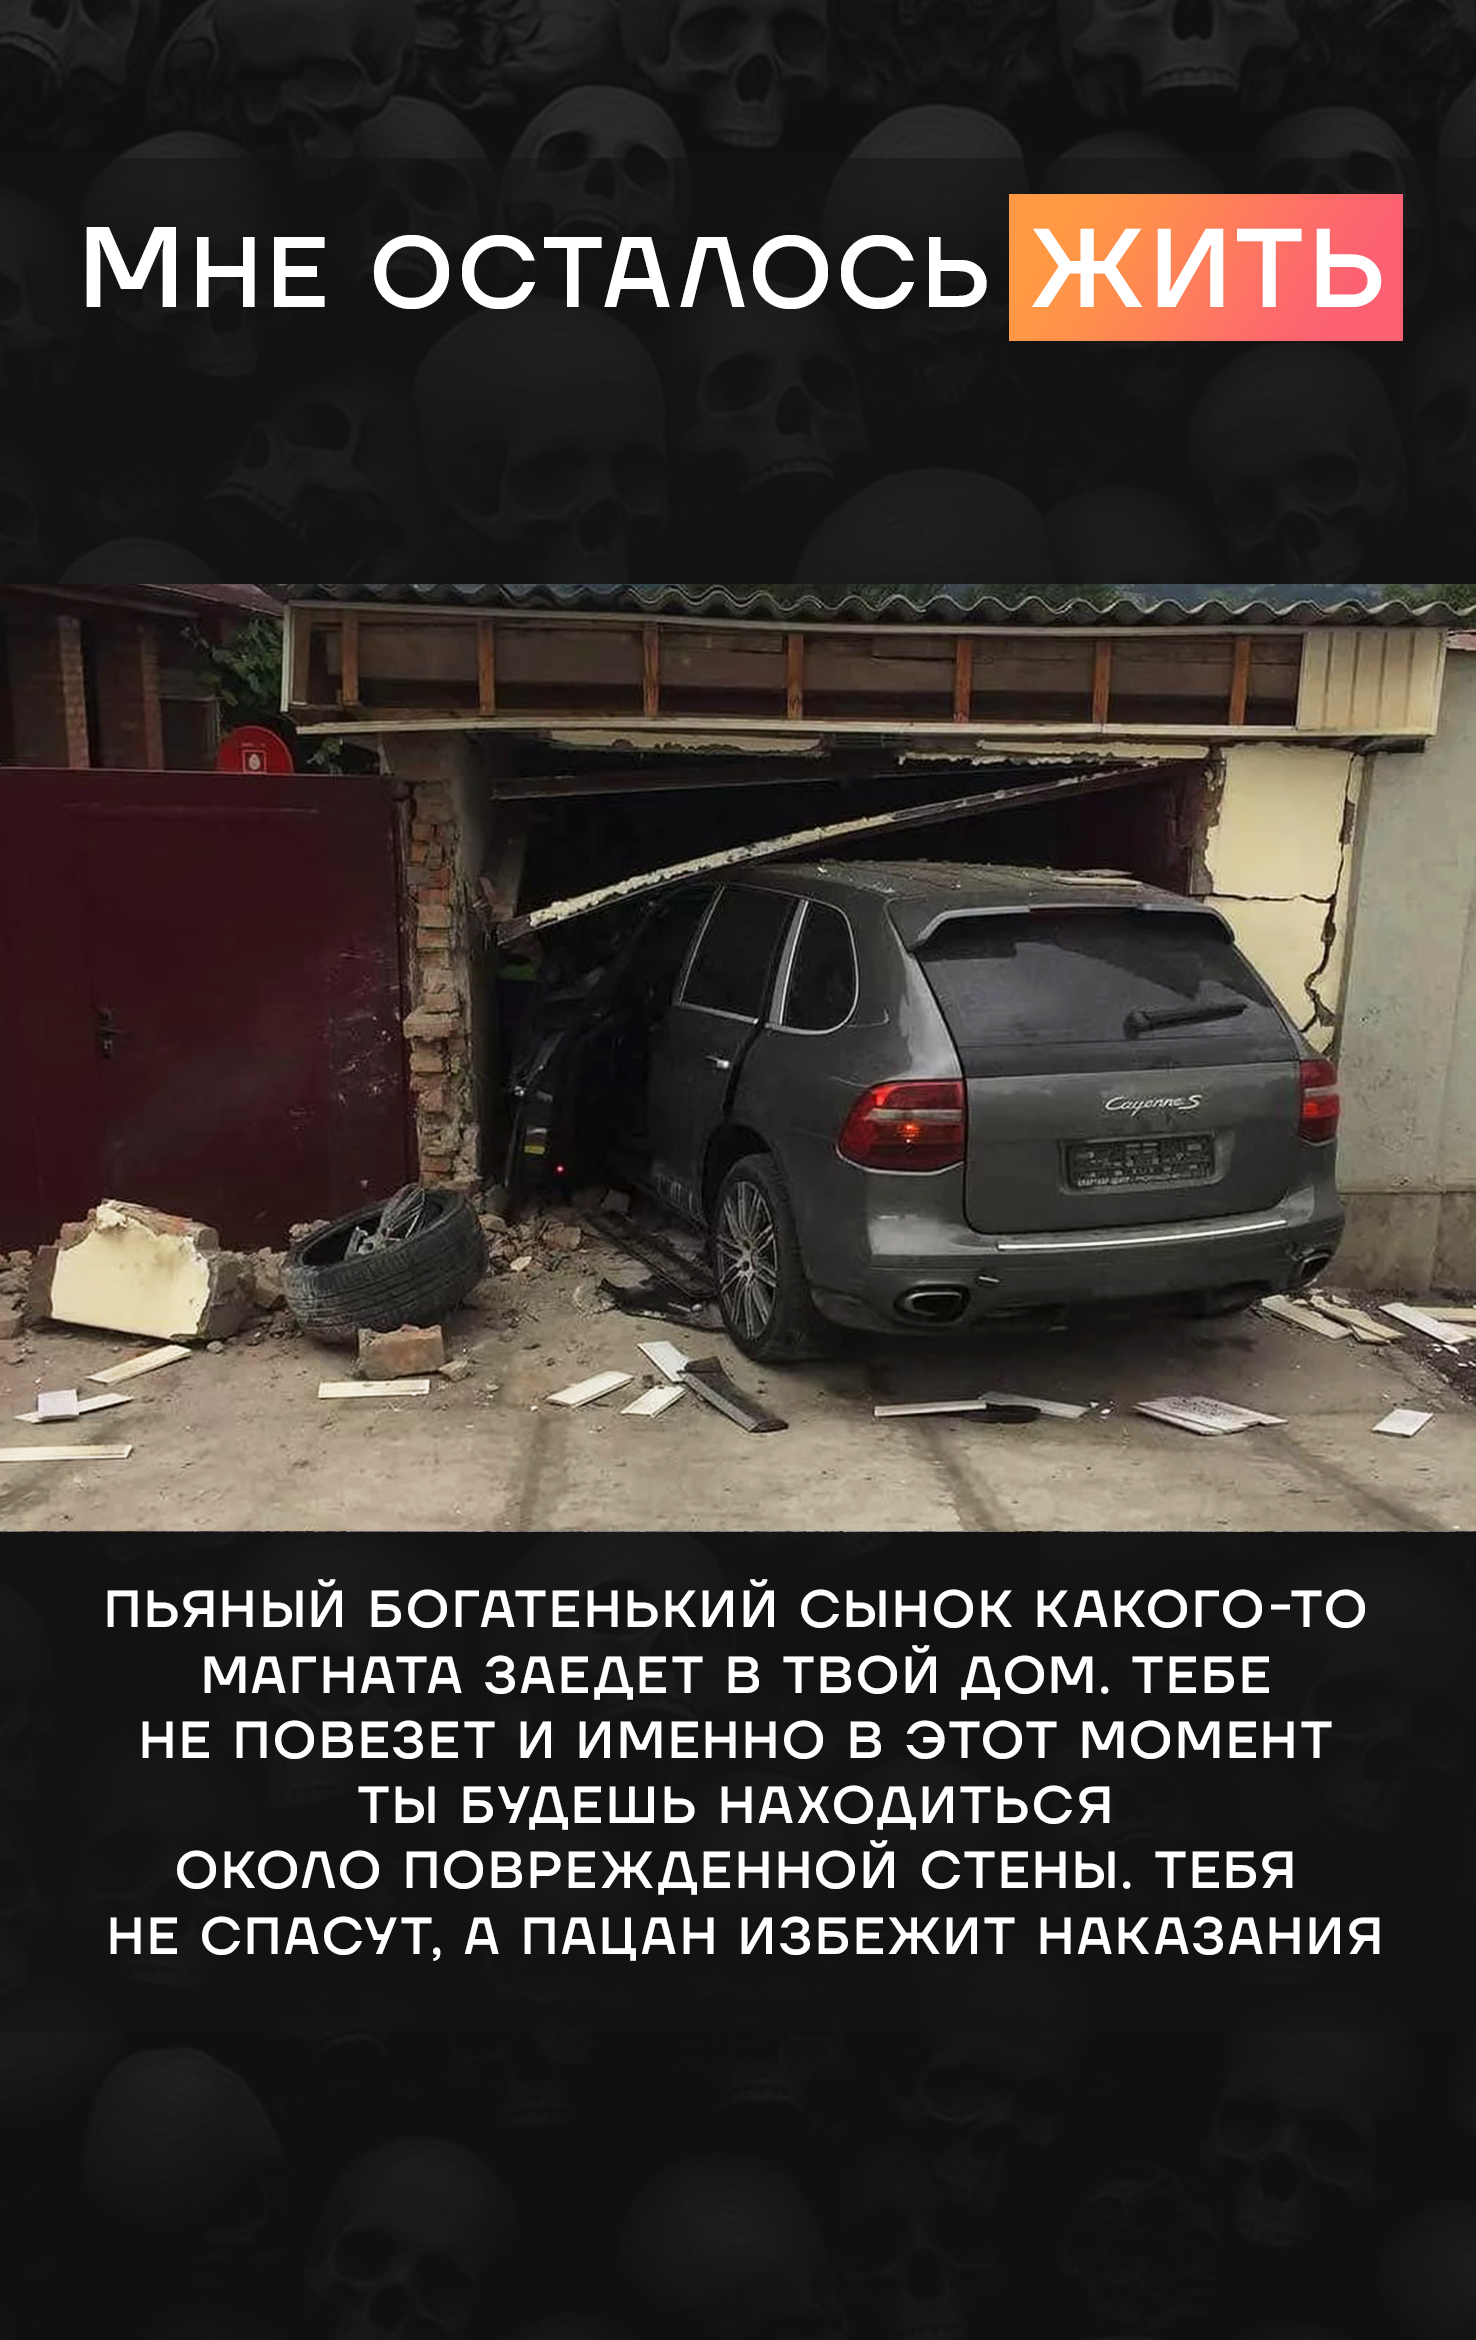 Мне осталось жить
Cayenne S
ПЬЯНЫЙ БОГАТЕНЬКИЙ СЫНОК КАКОГО-ТО
МАГНАТА ЗАЕДЕТ В ТВОЙ ДОМ. ТЕБЕ
НЕ ПОВЕЗЕТ И ИМЕННО В ЭТОТ МОМЕНТ
ТЫ БУДЕШЬ НАХОДИТЬСЯ
ОКОЛО ПОВРЕЖДЕННОЙ СТЕНЫ. ТЕБЯ
НЕ СПАСУТ, А ПАЦАН ИЗБЕЖИТ НАКАЗАНИЯ